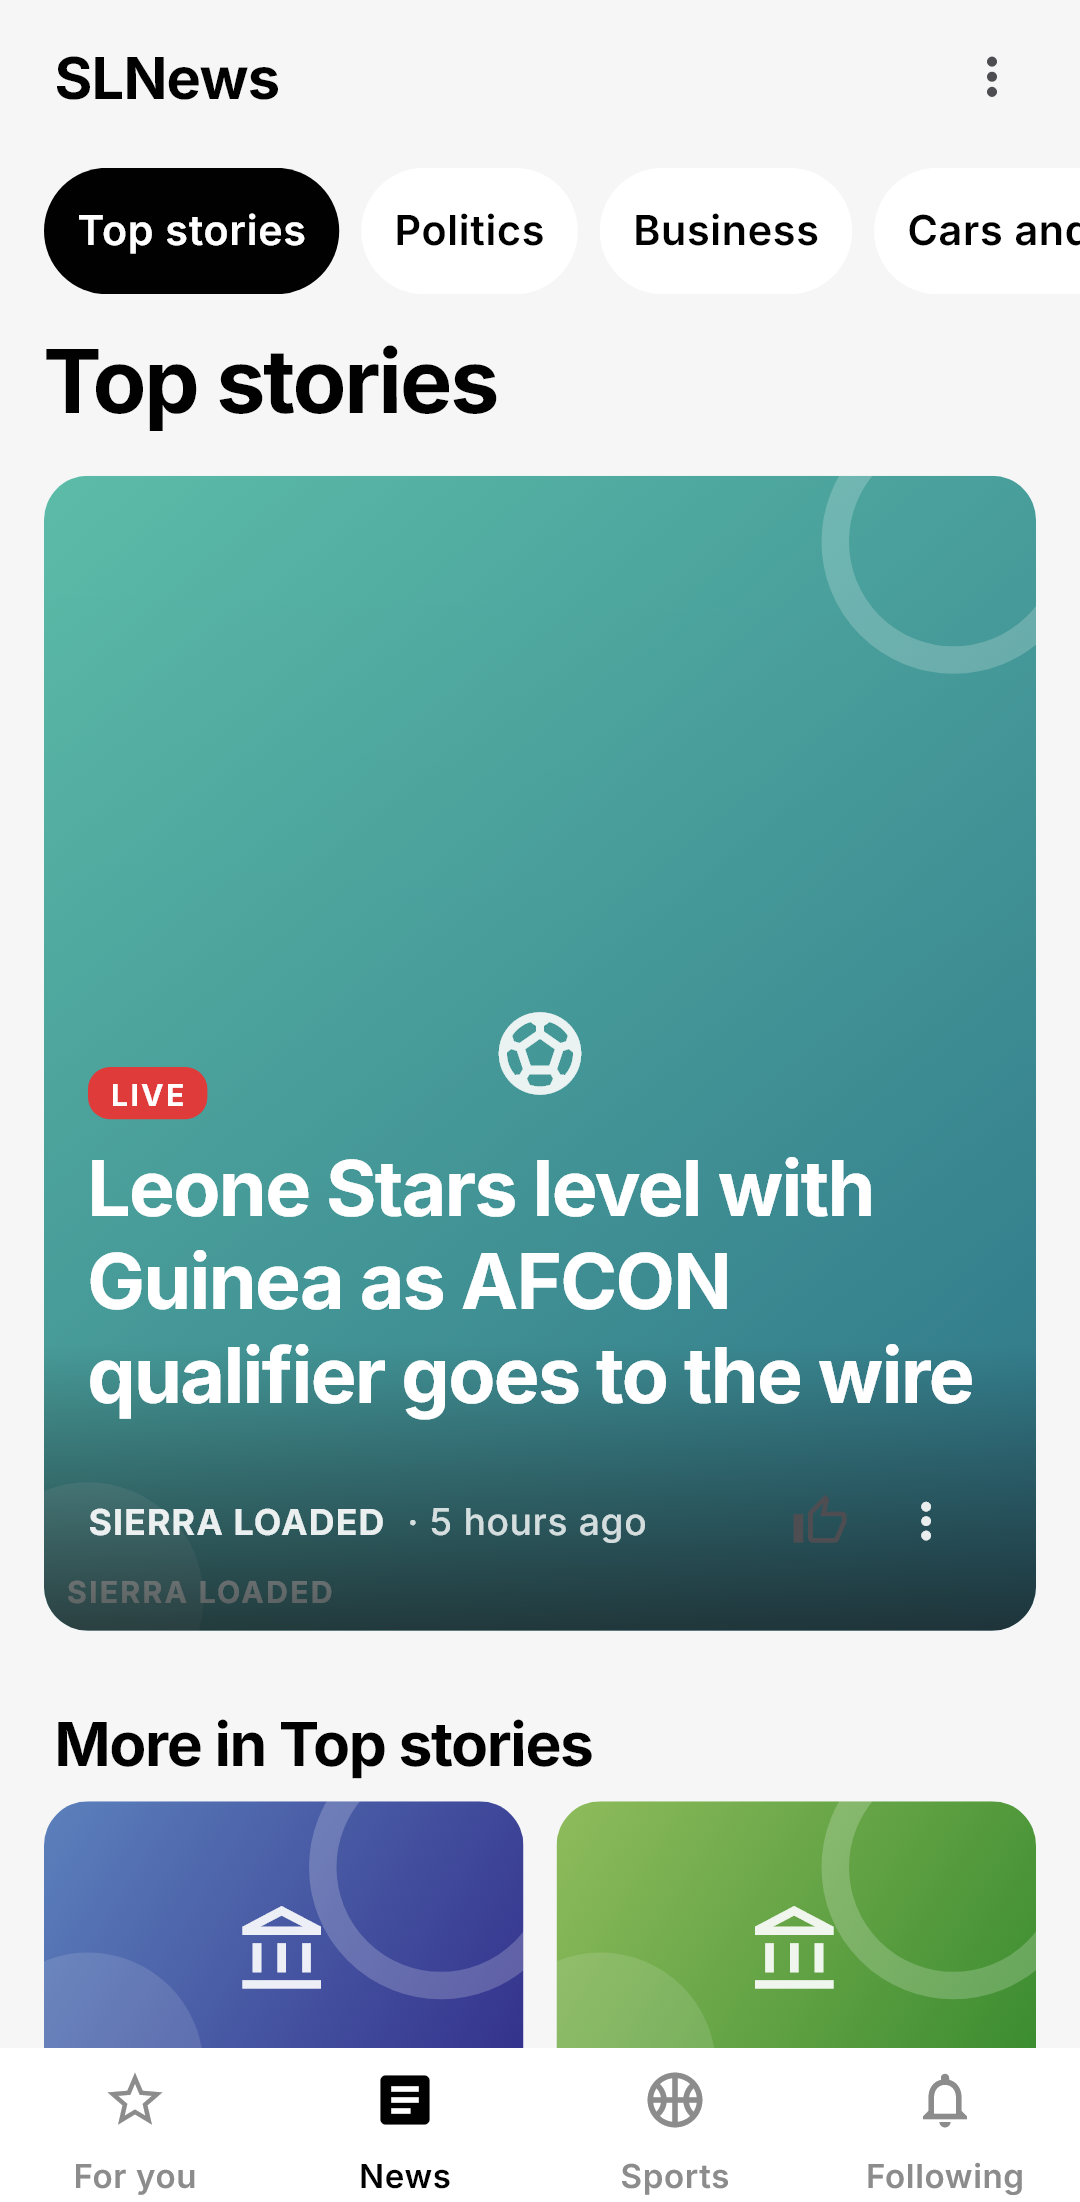 SLNews
Top stories
Politics
Business
Cars and
Top stories
LIVE
Leone Stars level with
Guinea as AFCON
qualifier goes to the wire
SIERRA LOADED · 5 hours ago
SIERRA LOADED
More in Top stories
For you
News
Sports
Following